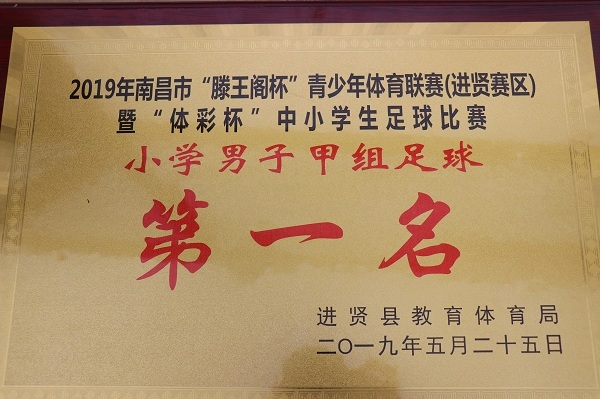 2019年南昌市“滕王阁杯”青少年体育联赛(进贤赛区)
暨“体彩杯”中小学生足球比赛
小学男子甲组足球
第一名
进贤县教育体育局
二〇一九年五月二十五日